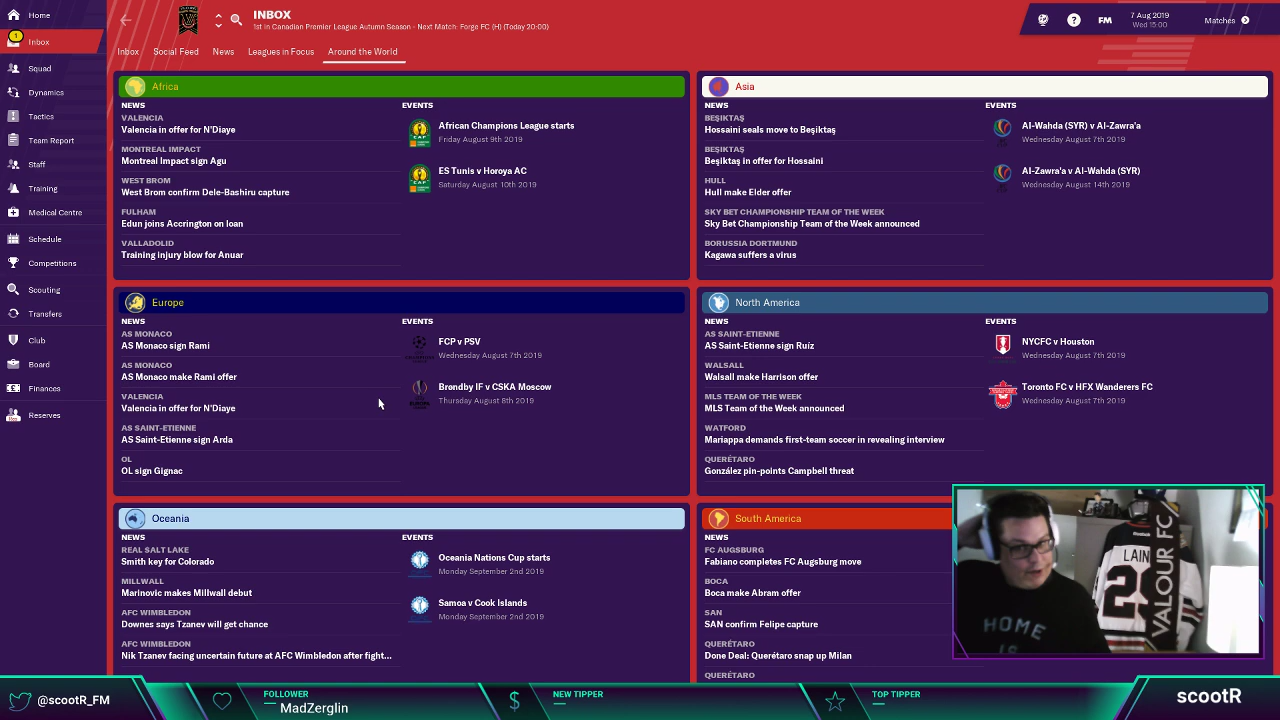 Home
1
Inbox
Squad
Dynamics
Tactics
Team Report
Staff
Training
Medical Centre
Schedule
Competitions
Scouting
Transfers
Club
Board
Finances
Reserves
INBOX
1st in Canadian Premier League Autumn Season - Next Match: Forge FC (H) (Today 20:00)
?
FM
7 Aug 2019
Wed 15:00
Matches
Inbox
Social Feed
News
Leagues in Focus
Around the World
Africa
NEWS
VALENCIA
Valencia in offer for N'Diaye
MONTREAL IMPACT
Montreal Impact sign Agu
WEST BROM
West Brom confirm Dele-Bashiru capture
FULHAM
Edun joins Accrington on loan
VALLADOLID
Training injury blow for Anuar
EVENTS
African Champions League starts
Friday August 9th 2019
ES Tunis v Horoya AC
Saturday August 10th 2019
Asia
NEWS
BEŞIKTAŞ
Hossaini seals move to Beşiktaş
BEŞIKTAŞ
Beşiktaş in offer for Hossaini
HULL
Hull make Elder offer
SKY BET CHAMPIONSHIP TEAM OF THE WEEK
Sky Bet Championship Team of the Week announced
BORUSSIA DORTMUND
Kagawa suffers a virus
EVENTS
Al-Wahda (SYR) v Al-Zawra'a
Wednesday August 7th 2019
Al-Zawra'a v Al-Wahda (SYR)
Wednesday August 14th 2019
Europe
NEWS
AS MONACO
AS Monaco sign Rami
AS MONACO
AS Monaco make Rami offer
VALENCIA
Valencia in offer for N'Diaye
AS SAINT-ETIENNE
AS Saint-Etienne sign Arda
OL
OL sign Gignac
EVENTS
FCP v PSV
Wednesday August 7th 2019
Brøndby IF v CSKA Moscow
Thursday August 8th 2019
North America
NEWS
AS SAINT-ETIENNE
AS Saint-Etienne sign Ruíz
WALSALL
Walsall make Harrison offer
MLS TEAM OF THE WEEK
MLS Team of the Week announced
WATFORD
Mariappa demands first-team soccer in revealing interview
QUERÉTARO
González pin-points Campbell threat
EVENTS
NYCFC v Houston
Wednesday August 7th 2019
Toronto FC v HFX Wanderers FC
Wednesday August 7th 2019
Oceania
NEWS
REAL SALT LAKE
Smith key for Colorado
MILLWALL
Marinovic makes Millwall debut
AFC WIMBLEDON
Downes says Tzanev will get chance
AFC WIMBLEDON
Nik Tzanev facing uncertain future at AFC Wimbledon after fight...
EVENTS
Oceania Nations Cup starts
Monday September 2nd 2019
Samoa v Cook Islands
Monday September 2nd 2019
South America
NEWS
FC AUGSBURG
Fabiano completes FC Augsburg move
BOCA
Boca make Abram offer
SAN
SAN confirm Felipe capture
QUERÉTARO
Done Deal: Querétaro snap up Milan
QUERÉTARO
LAIN
2
VALOUR FC
HOME
IS
@scootR_FM
FOLLOWER
MadZerglin
$
NEW TIPPER
TOP TIPPER
scootR